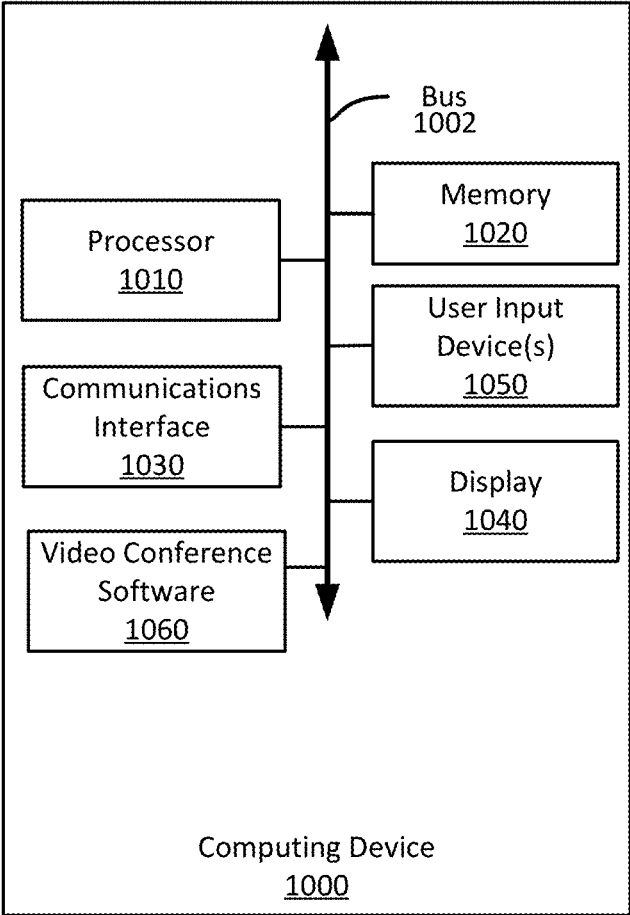 Bus
1002
Memory
1020
Processor
1010
User Input
Device(s)
1050
Communications
Interface
1030
Display
1040
Video Conference
Software
1060
Computing Device
1000